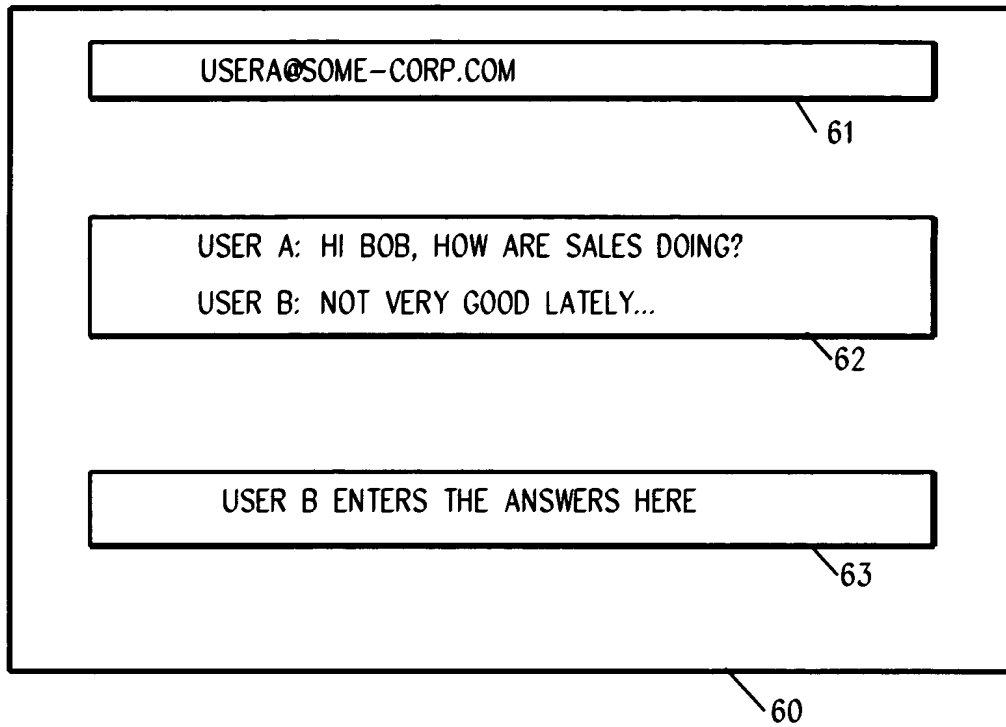 USERA@SOME-CORP.COM
61
USER A: HI BOB, HOW ARE SALES DOING?
USER B: NOT VERY GOOD LATELY...
62
USER B ENTERS THE ANSWERS HERE
63
60